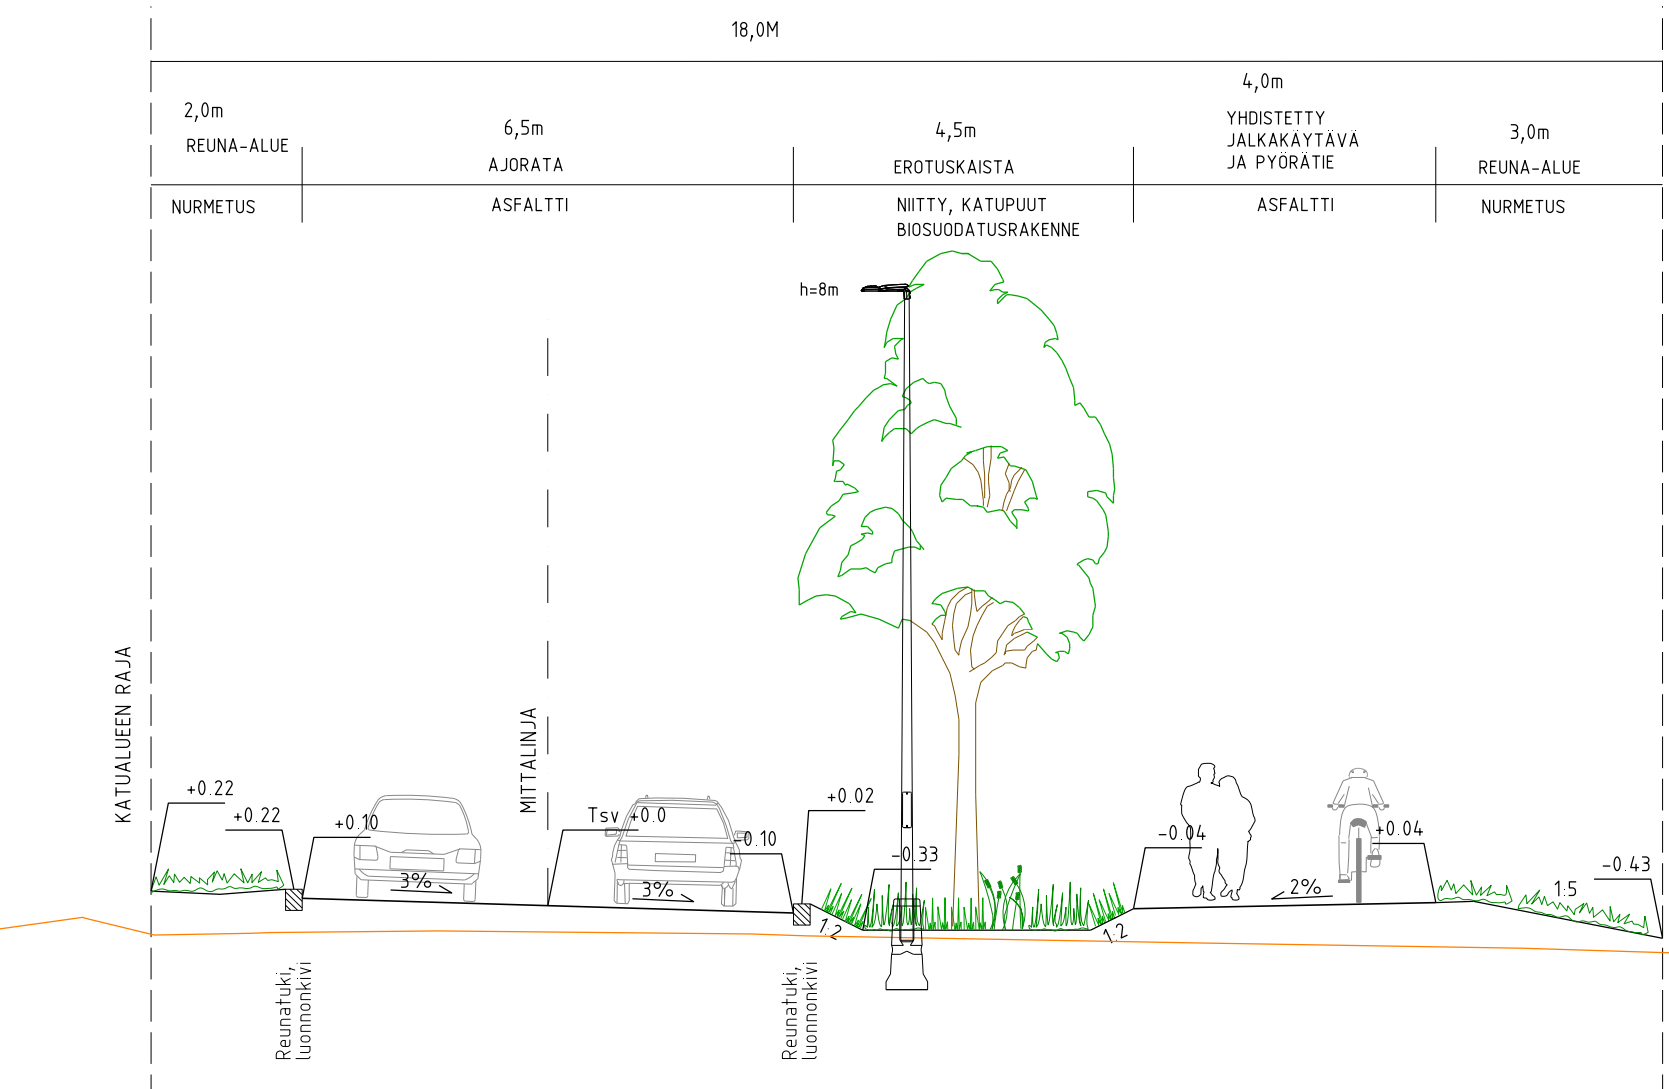 18,0M
2,0m
REUNA-ALUE
6,5m
AJORATA
4,5m
EROTUSKAISTA
4,0m
YHDISTETTY
JALKAKÄYTÄVÄ
JA PYÖRÄTIE
3,0m
REUNA-ALUE
NURMETUS
ASFALTTI
NIITTY, KATUPUUT
BIOSUODATUSRAKENNE
ASFALTTI
NURMETUS
h=8m
KATUALUEEN RAJA
MITTALINJA
+0.22
+0.22
+0.10
Tsv +0.0
-0.10
+0.02
-0.33
-0.04
+0.04
-0.43
3%
3%
2%
1:5
1:2
1:2
Reunatuki,
luonnonkivi
Reunatuki,
luonnonkivi